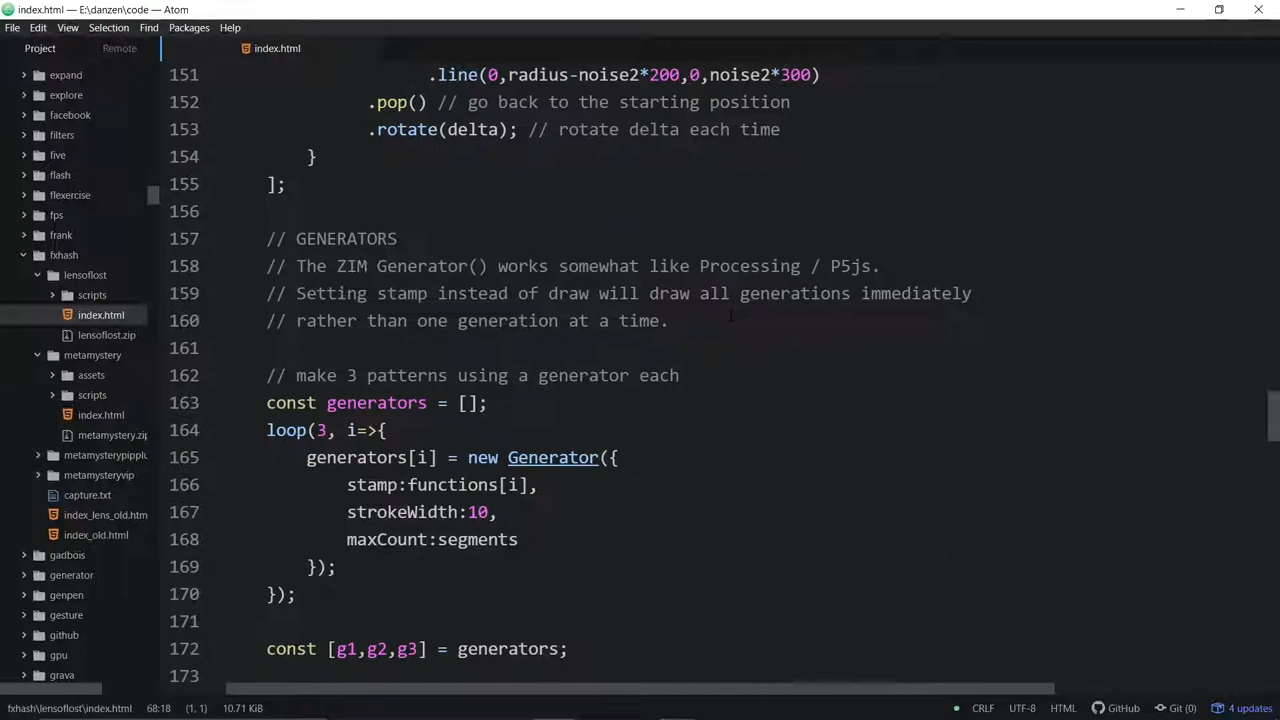 index.html — E:\danzen\code — Atom
File Edit View Selection Find Packages Help
Project Remote
index.html
expand
explore
facebook
filters
five
flash
flexercise
fps
frank
fxhash
lensoflost
scripts
index.html
lensoflost.zip
metamystery
assets
scripts
index.html
metamystery.zip
metamysterypipplu
metamysteryvip
capture.txt
index_lens_old.htm
index_old.html
gadbois
generator
genpen
gesture
github
gpu
grava
151 .line(0,radius-noise2*200,0,noise2*300)
152 .pop() // go back to the starting position
153 .rotate(delta); // rotate delta each time
154 }
155 ];
156
157 // GENERATORS
158 // The ZIM Generator() works somewhat like Processing / P5js.
159 // Setting stamp instead of draw will draw all generations immediately
160 // rather than one generation at a time.
161
162 // make 3 patterns using a generator each
163 const generators = [];
164 loop(3, i=>{
165 generators[i] = new Generator({
166 stamp:functions[i],
167 strokeWidth:10,
168 maxCount:segments
169 });
170 });
171
172 const [g1,g2,g3] = generators;
173
fxhash\lensoflost\index.html (1, 1) 10.71 KiB 68:18 CRLF UTF-8 HTML GitHub Git (0) 4 updates